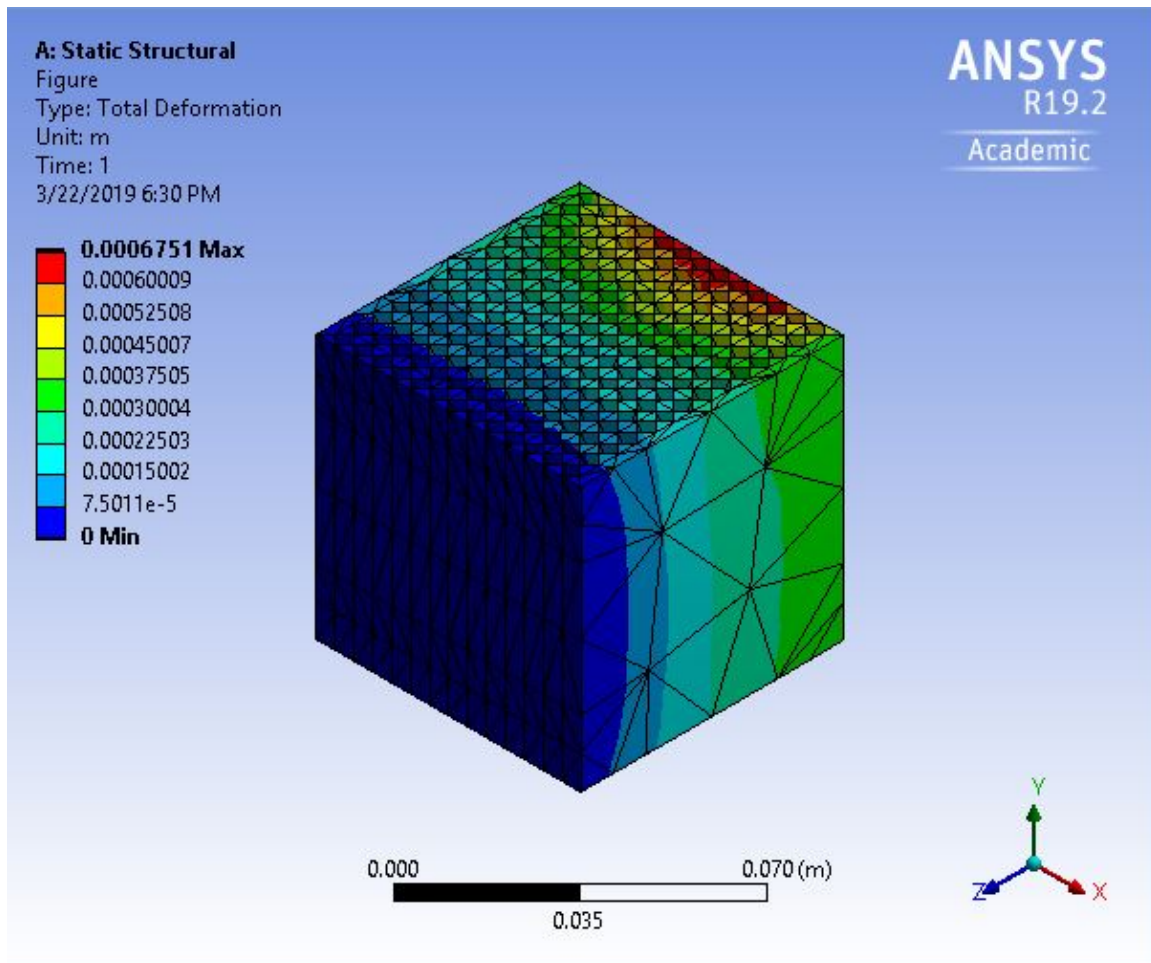 A: Static Structural
Figure
Type: Total Deformation
Unit: m
Time: 1
3/22/2019 6:30 PM
ANSYS
R19.2
Academic
0.0006751 Max
0.00060009
0.00052508
0.00045007
0.00037505
0.00030004
0.00022503
0.00015002
7.5011e-5
0 Min
0.000
0.070 (m)
0.035
Y
Z
X